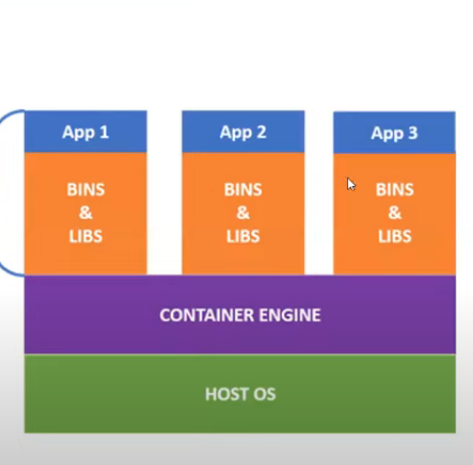 App 1
App 2
App 3
BINS
&
LIBS
BINS
&
LIBS
BINS
&
LIBS
CONTAINER ENGINE
HOST OS